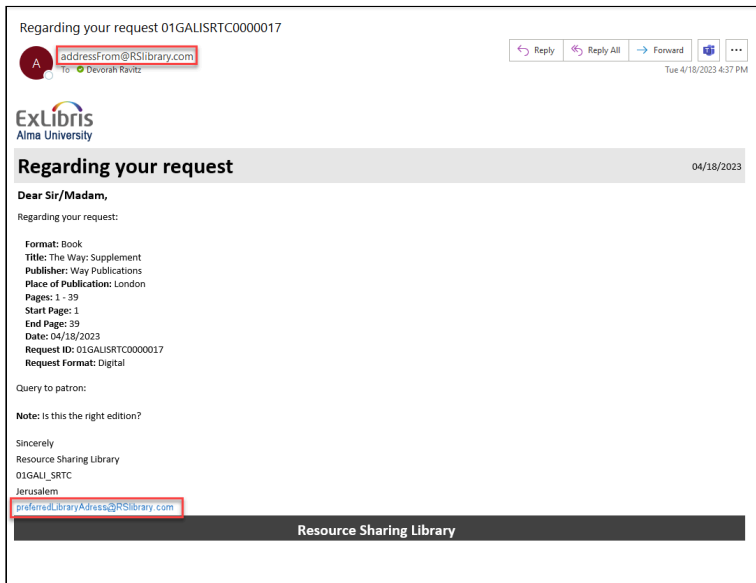 Regarding your request 01GALISRTC0000017
A
addressFrom@RSlibrary.com
To Devorah Ravitz
Reply
Reply All
Forward
Tue 4/18/2023 4:37 PM
ExLibris
Alma University
Regarding your request
04/18/2023
Dear Sir/Madam,
Regarding your request:
Format: Book
Title: The Way: Supplement
Publisher: Way Publications
Place of Publication: London
Pages: 1 - 39
Start Page: 1
End Page: 39
Date: 04/18/2023
Request ID: 01GALISRTC0000017
Request Format: Digital
Query to patron:
Note: Is this the right edition?
Sincerely
Resource Sharing Library
01GALI_SRTC
Jerusalem
preferredLibraryAdress@RSlibrary.com
Resource Sharing Library